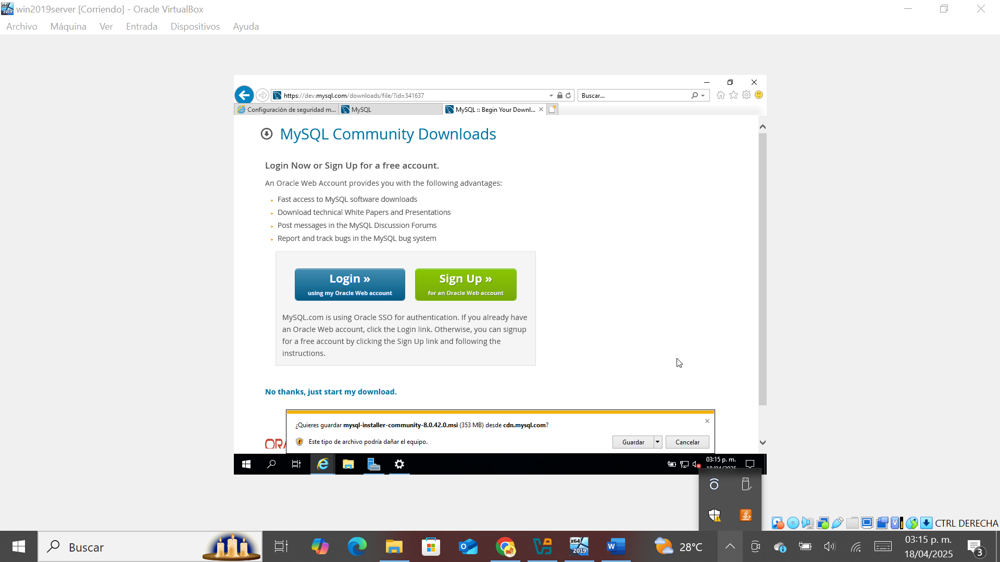 win2019server [Corriendo] - Oracle VirtualBox
Archivo Máquina Ver Entrada Dispositivos Ayuda
https://dev.mysql.com/downloads/file/?id=541637
Buscar...
Configuración de seguridad m...
MySQL
MySQL :: Begin Your Downl...
MySQL Community Downloads
Login Now or Sign Up for a free account.
An Oracle Web Account provides you with the following advantages:
Fast access to MySQL software downloads
Download technical White Papers and Presentations
Post messages in the MySQL Discussion Forums
Report and track bugs in the MySQL bug system
Login »
using my Oracle Web account
Sign Up »
for an Oracle Web account
MySQL.com is using Oracle SSO for authentication. If you already have
an Oracle Web account, click the Login link. Otherwise, you can signup
for a free account by clicking the Sign Up link and following the
instructions.
No thanks, just start my download.
¿Quieres guardar mysql-installer-community-8.0.42.0.msi (353 MB) desde cdn.mysql.com?
Este tipo de archivo podría dañar el equipo.
Guardar
Cancelar
ORA
03:15 p. m.
18/04/2025
CTRL DERECHA
Buscar
x64
2019
W
28°C
03:15 p. m.
18/04/2025
3